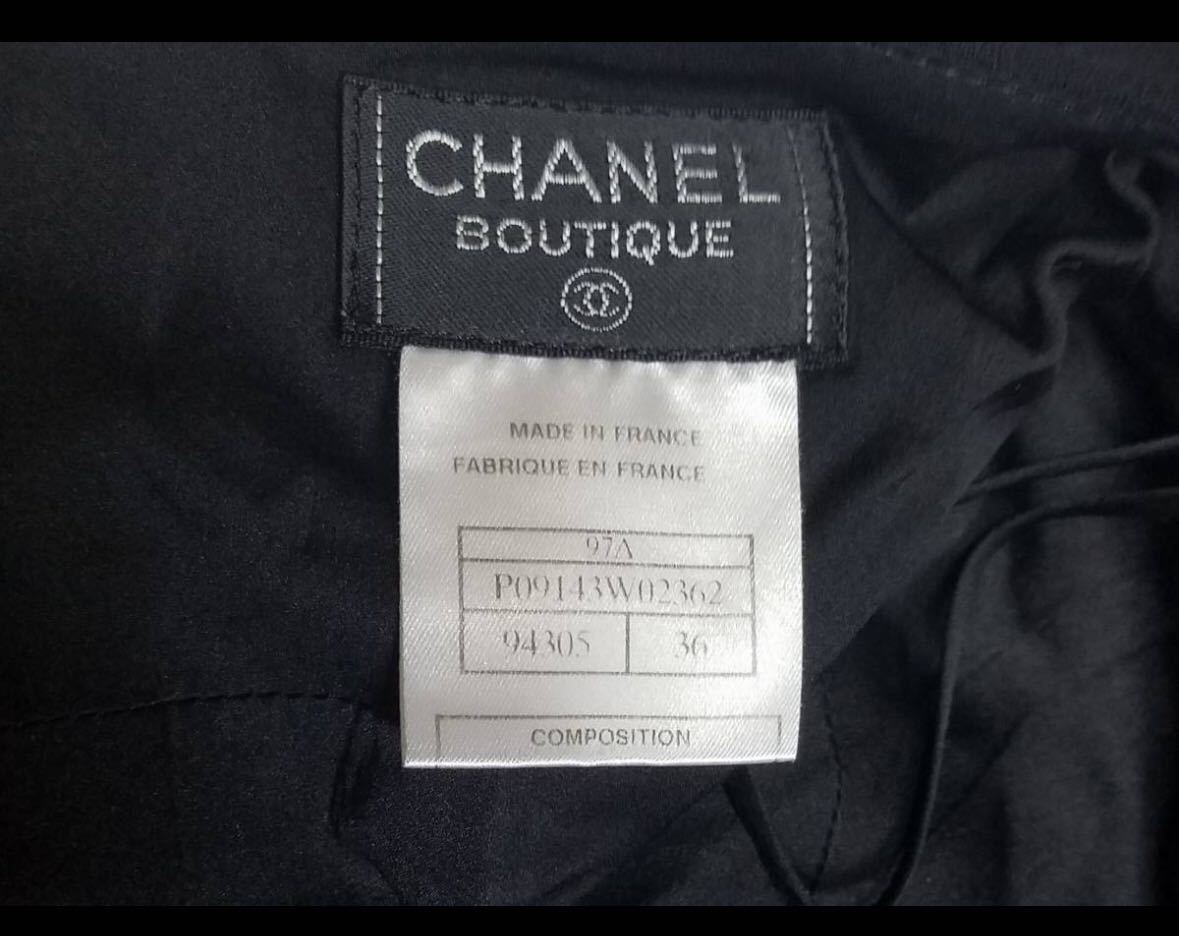 CHANEL
BOUTIQUE
MADE IN FRANCE
FABRIQUE EN FRANCE
97A
P09143W02362
94305 36
COMPOSITION